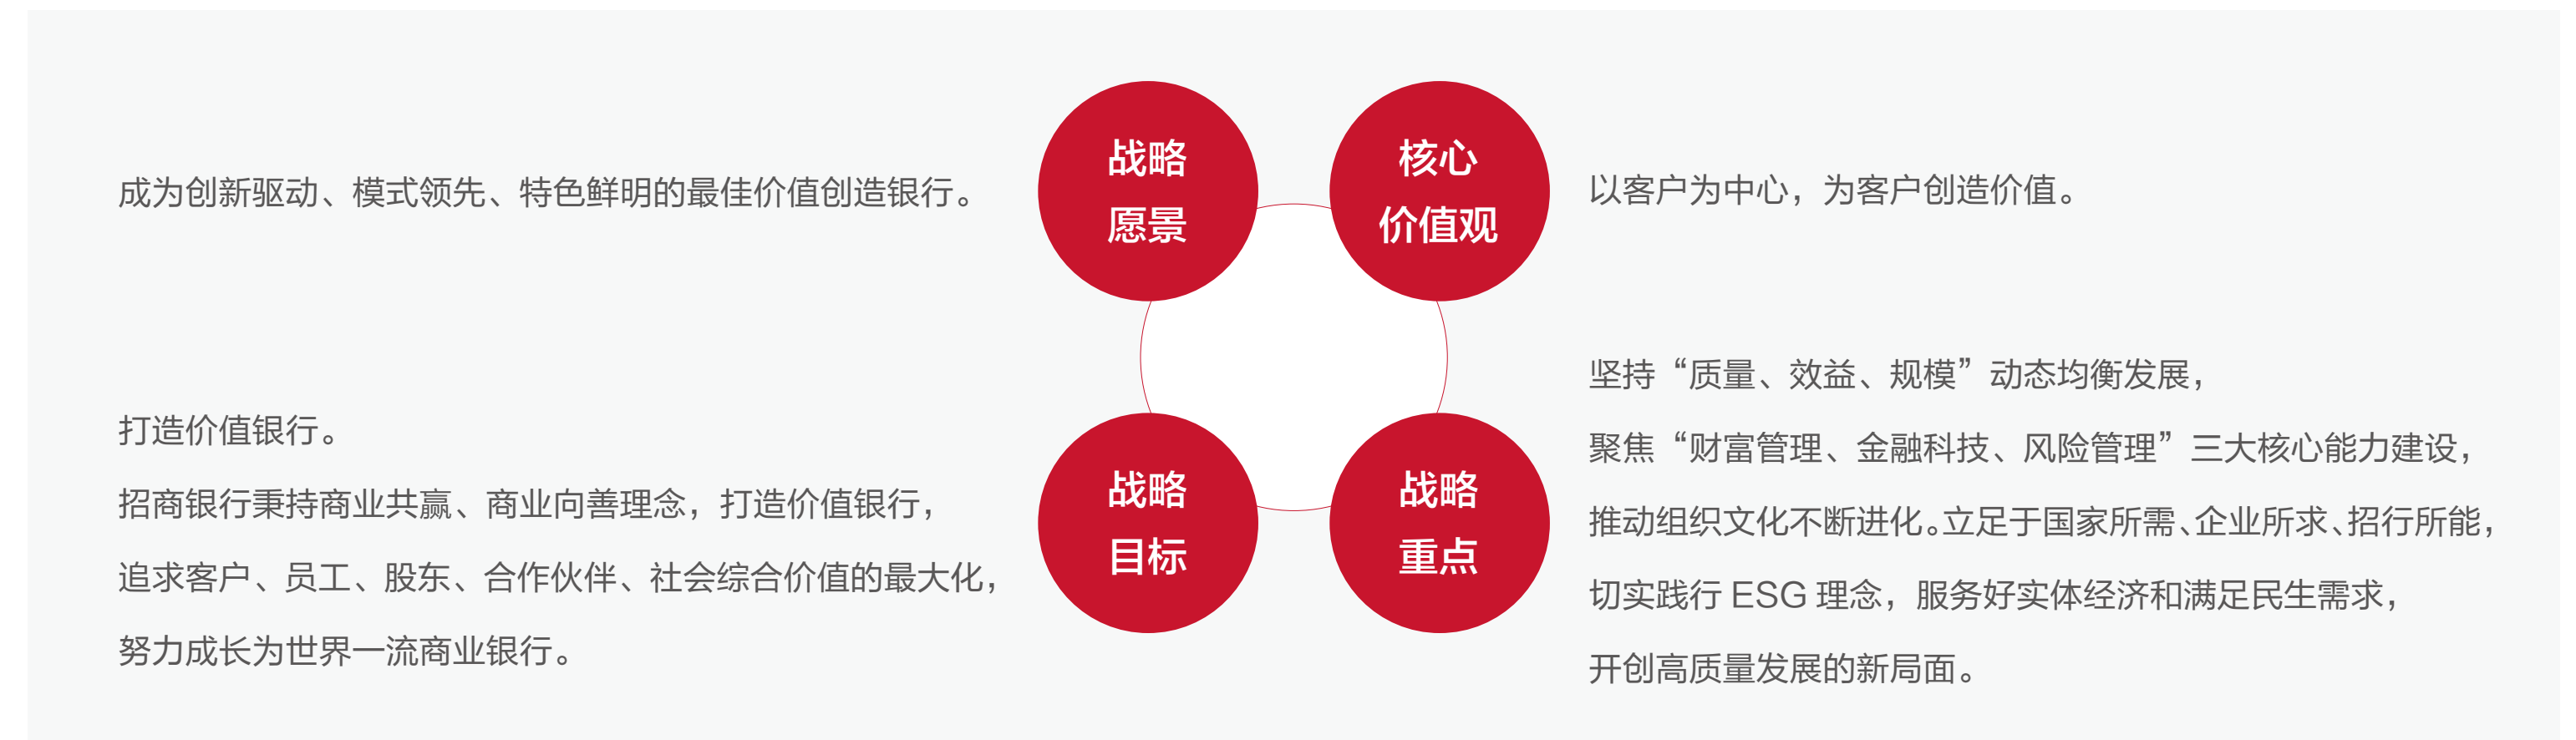 成为创新驱动、模式领先、特色鲜明的最佳价值创造银行。
战略
愿景
核心
价值观
以客户为中心，为客户创造价值。
打造价值银行。
招商银行秉持商业共赢、商业向善理念，打造价值银行，
追求客户、员工、股东、合作伙伴、社会综合价值的最大化，
努力成长为世界一流商业银行。
战略
目标
战略
重点
坚持“质量、效益、规模”动态均衡发展，
聚焦“财富管理、金融科技、风险管理”三大核心能力建设，
推动组织文化不断进化。立足于国家所需、企业所求、招行所能，
切实践行 ESG 理念，服务好实体经济和满足民生需求，
开创高质量发展的新局面。